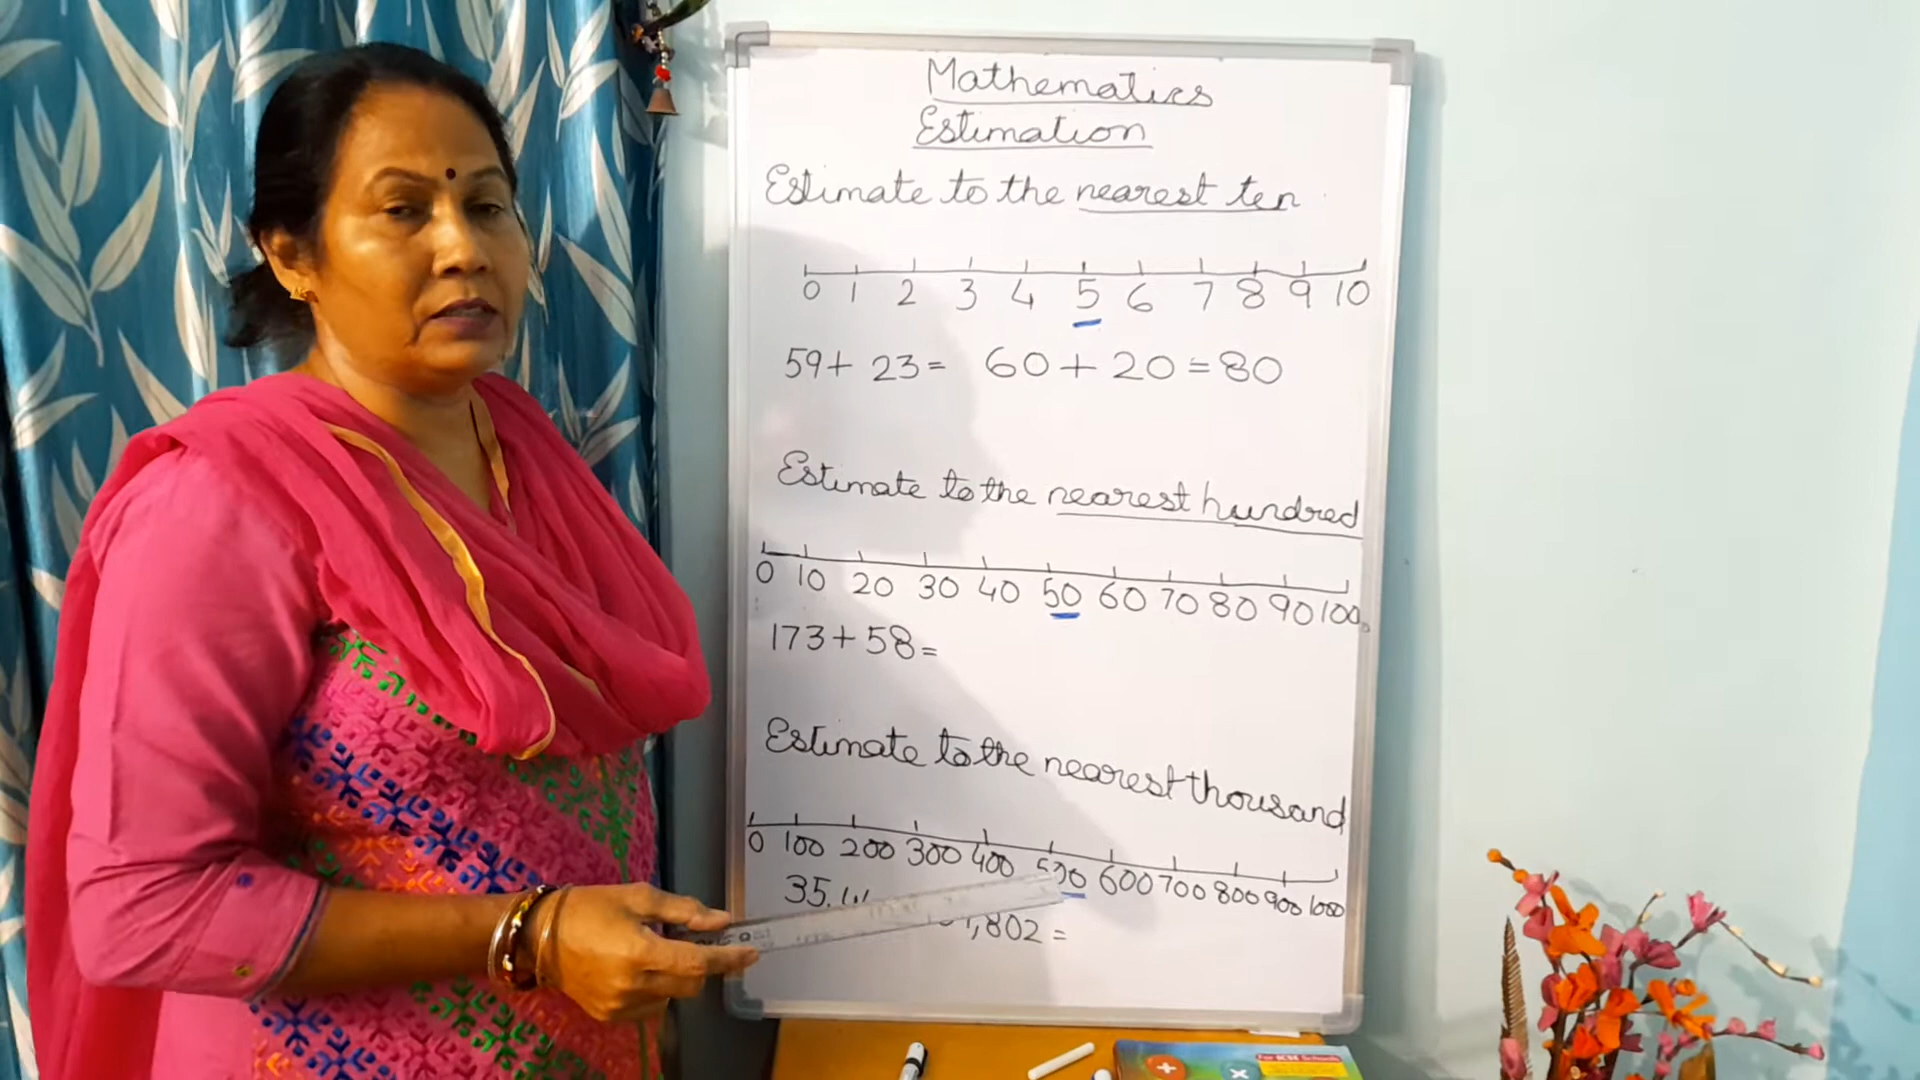 Mathematics
Estimation
Estimate to the nearest ten
0 1 2 3 4 5 6 7 8 9 10
59 + 23 = 60 + 20 = 80
Estimate to the nearest hundred
0 10 20 30 40 50 60 70 80 90 100
173 + 58 =
Estimate to the nearest thousand
0 100 200 300 400 500 600 700 800 900 1000
,802 =
For ICSE Schools